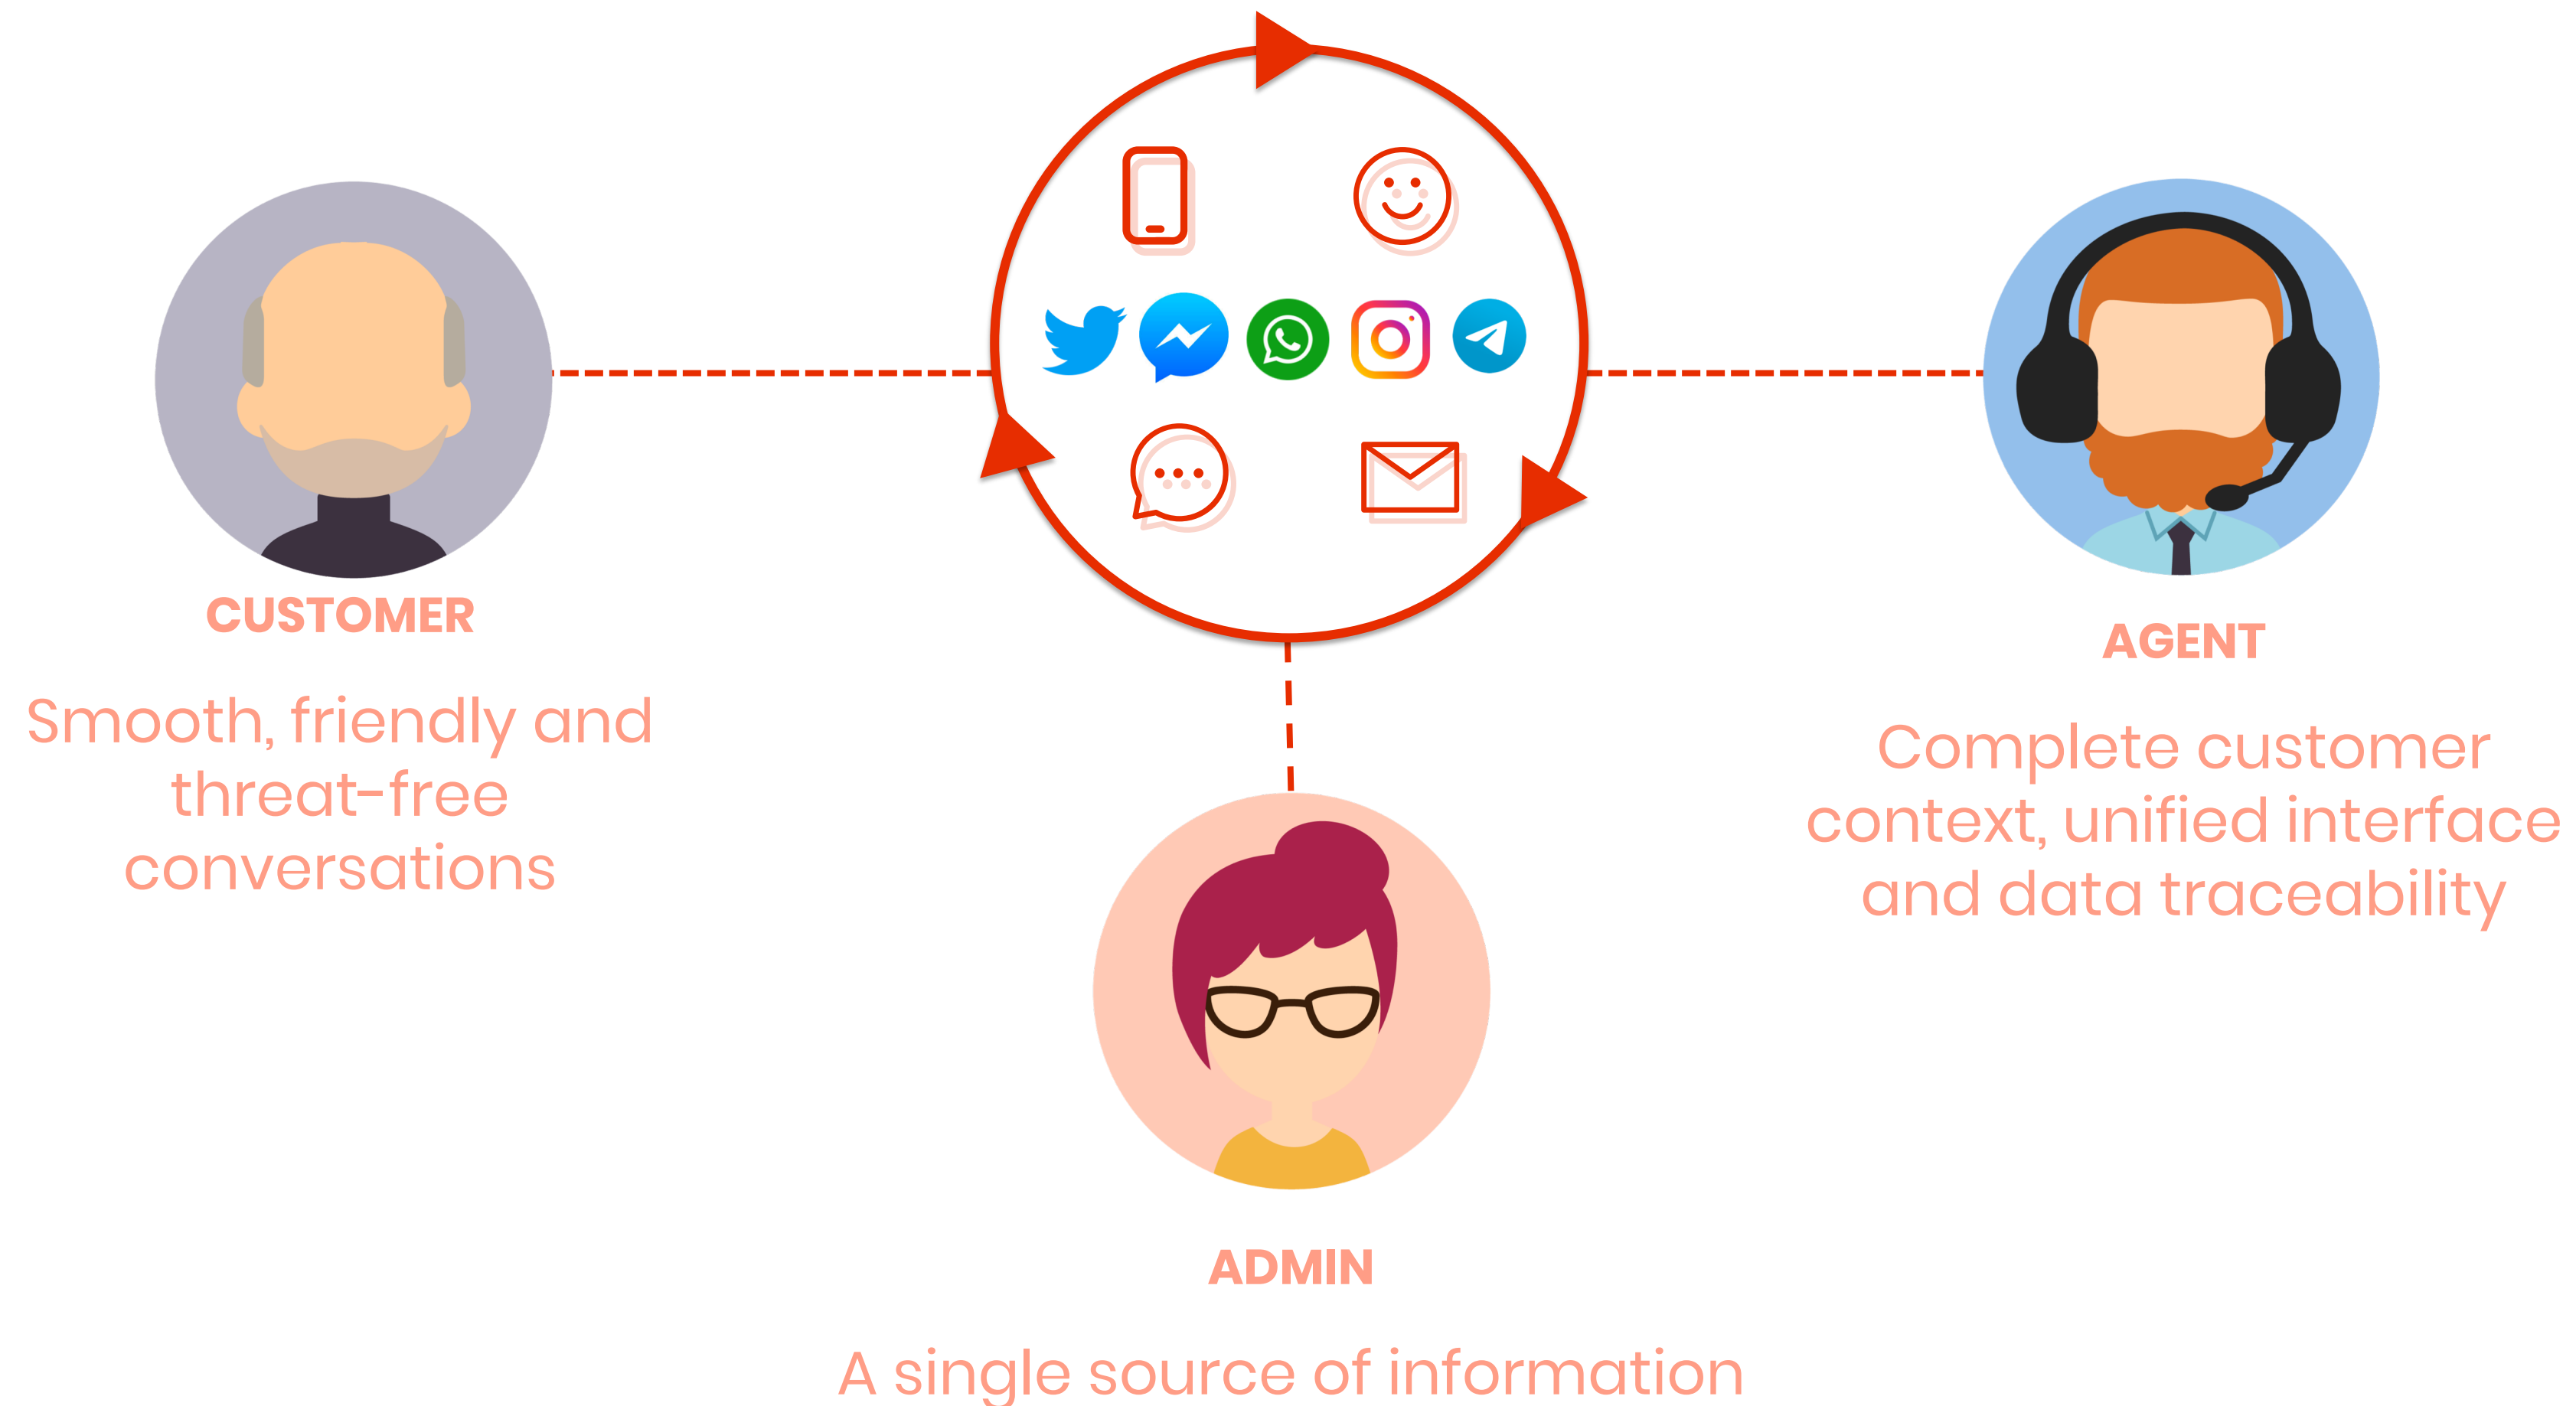 CUSTOMER
Smooth, friendly and
threat-free
conversations
AGENT
Complete customer
context, unified interface
and data traceability
ADMIN
A single source of information